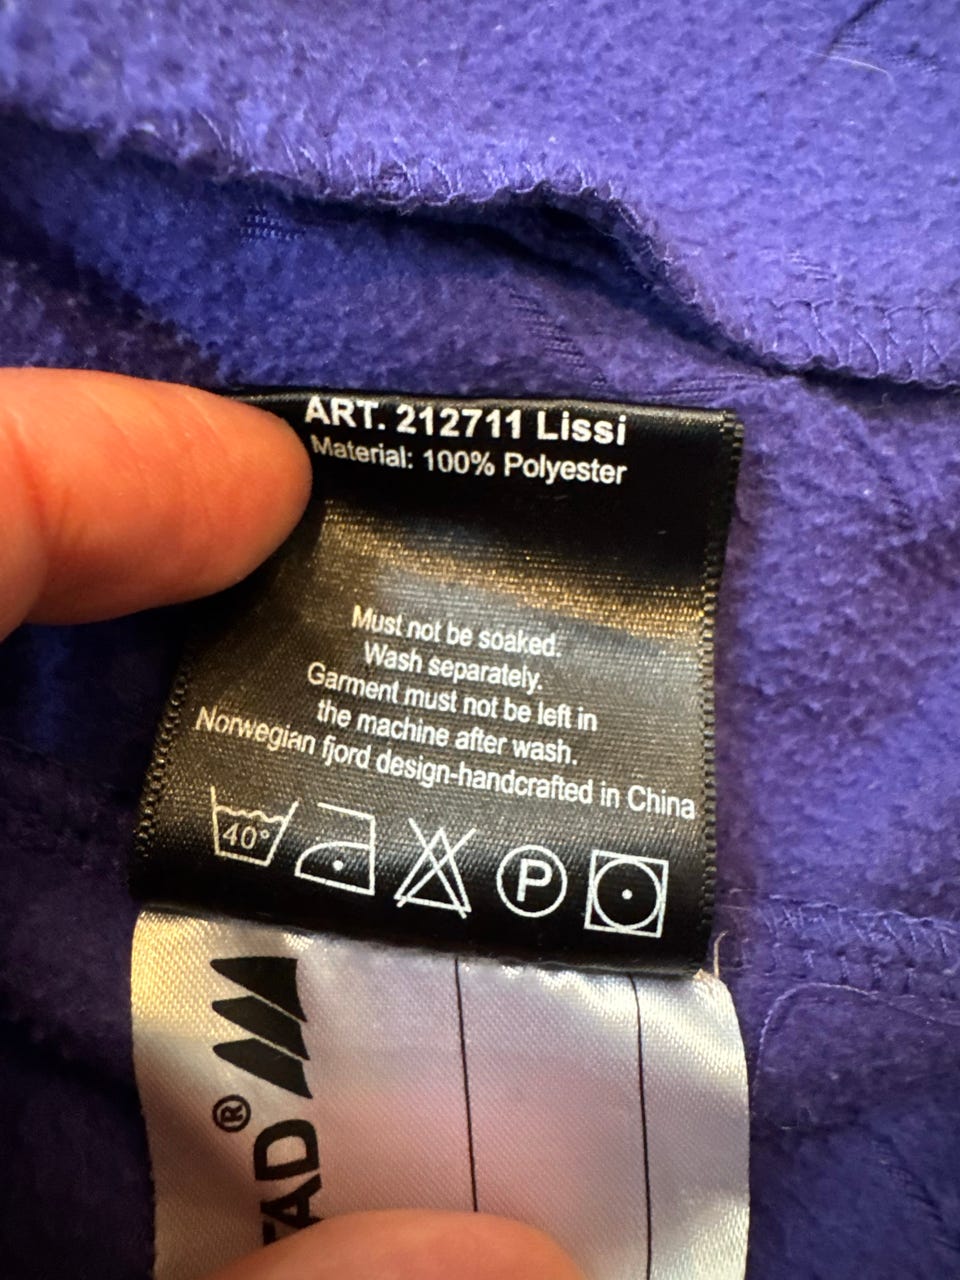 ART. 212711 Lissi
Material: 100% Polyester
Must not be soaked.
Wash separately.
Garment must not be left in
the machine after wash.
Norwegian fjord design-handcrafted in China
40°
P
®